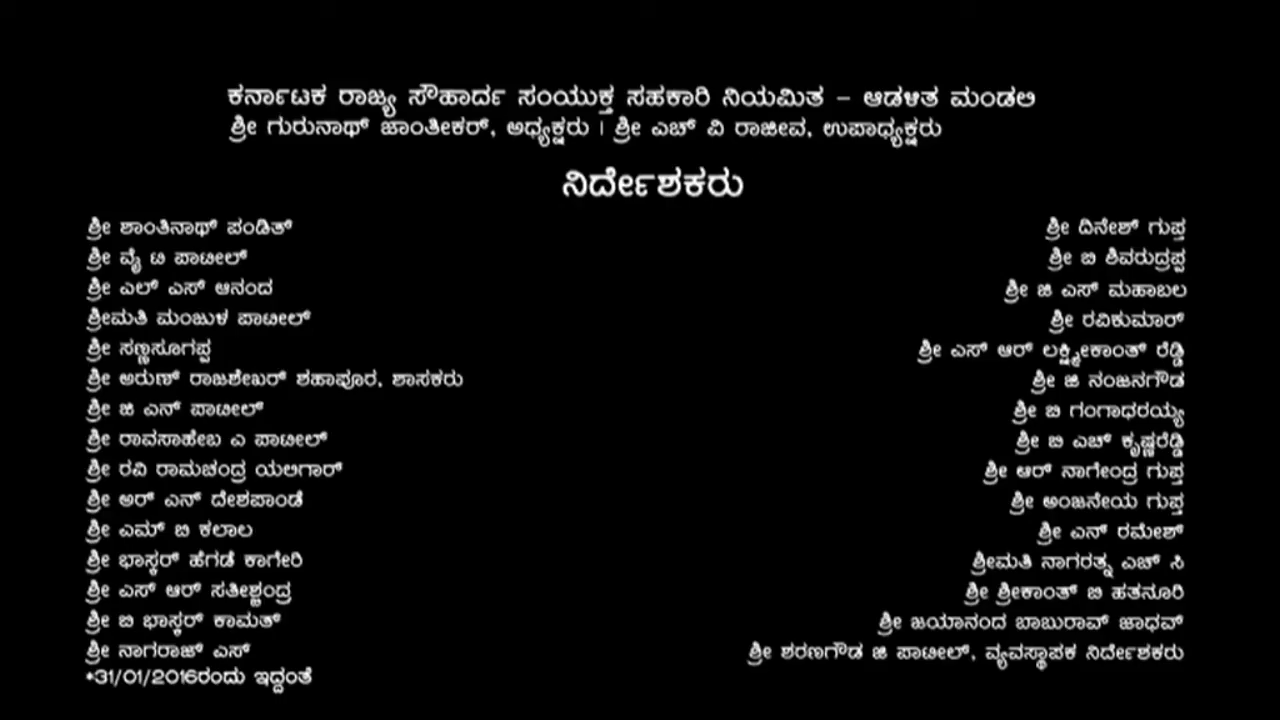 ಕರ್ನಾಟಕ ರಾಜ್ಯ ಸೌಹಾರ್ದ ಸಂಯುಕ್ತ ಸಹಕಾರಿ ನಿಯಮಿತ - ಆಡಳಿತ ಮಂಡಳಿ
ಶ್ರೀ ಗುರುನಾಥ್ ಜಾಂತೀಕರ್, ಅಧ್ಯಕ್ಷರು | ಶ್ರೀ ಎಚ್ ವಿ ರಾಜೀವ, ಉಪಾಧ್ಯಕ್ಷರು
ನಿರ್ದೇಶಕರು
ಶ್ರೀ ಶಾಂತಿನಾಥ್ ಪಂಡಿತ್
ಶ್ರೀ ವೈ ಟಿ ಪಾಟೀಲ್
ಶ್ರೀ ಎಲ್ ಎಸ್ ಆನಂದ
ಶ್ರೀಮತಿ ಮಂಜುಳ ಪಾಟೀಲ್
ಶ್ರೀ ಸಣ್ಣಸೂಗಪ್ಪ
ಶ್ರೀ ಅರುಣ್ ರಾಜಶೇಖರ್ ಶಹಾಪೂರ, ಶಾಸಕರು
ಶ್ರೀ ಜಿ ಎನ್ ಪಾಟೀಲ್
ಶ್ರೀ ರಾವಸಾಹೇಬ ಎ ಪಾಟೀಲ್
ಶ್ರೀ ರವಿ ರಾಮಚಂದ್ರ ಯಲಿಗಾರ್
ಶ್ರೀ ಅರ್ ಎನ್ ದೇಶಪಾಂಡೆ
ಶ್ರೀ ಎಮ್ ಬಿ ಕಲಾಲ
ಶ್ರೀ ಭಾಸ್ಕರ್ ಹೆಗಡೆ ಕಾಗೇರಿ
ಶ್ರೀ ಎಸ್ ಆರ್ ಸತೀಶ್ಚಂದ್ರ
ಶ್ರೀ ಬಿ ಭಾಸ್ಕರ್ ಕಾಮತ್
ಶ್ರೀ ನಾಗರಾಜ್ ಎಸ್
*31/01/2016ರಂದು ಇದ್ದಂತೆ
ಶ್ರೀ ದಿನೇಶ್ ಗುಪ್ತ
ಶ್ರೀ ಬಿ ಶಿವರುದ್ರಪ್ಪ
ಶ್ರೀ ಜಿ ಎಸ್ ಮಹಾಬಲ
ಶ್ರೀ ರವಿಕುಮಾರ್
ಶ್ರೀ ಎಸ್ ಆರ್ ಲಕ್ಷ್ಮೀಕಾಂತ್ ರೆಡ್ಡಿ
ಶ್ರೀ ಜಿ ನಂಜನಗೌಡ
ಶ್ರೀ ಬಿ ಗಂಗಾಧರಯ್ಯ
ಶ್ರೀ ಬಿ ಎಚ್ ಕೃಷ್ಣರೆಡ್ಡಿ
ಶ್ರೀ ಆರ್ ನಾಗೇಂದ್ರ ಗುಪ್ತ
ಶ್ರೀ ಅಂಜನೇಯ ಗುಪ್ತ
ಶ್ರೀ ಎನ್ ರಮೇಶ್
ಶ್ರೀಮತಿ ನಾಗರತ್ನ ಎಚ್ ಸಿ
ಶ್ರೀ ಶ್ರೀಕಾಂತ್ ಬಿ ಹತನೂರಿ
ಶ್ರೀ ಜಯಾನಂದ ಬಾಬುರಾವ್ ಜಾಧವ್
ಶ್ರೀ ಶರಣಗೌಡ ಜಿ ಪಾಟೀಲ್, ವ್ಯವಸ್ಥಾಪಕ ನಿರ್ದೇಶಕರು